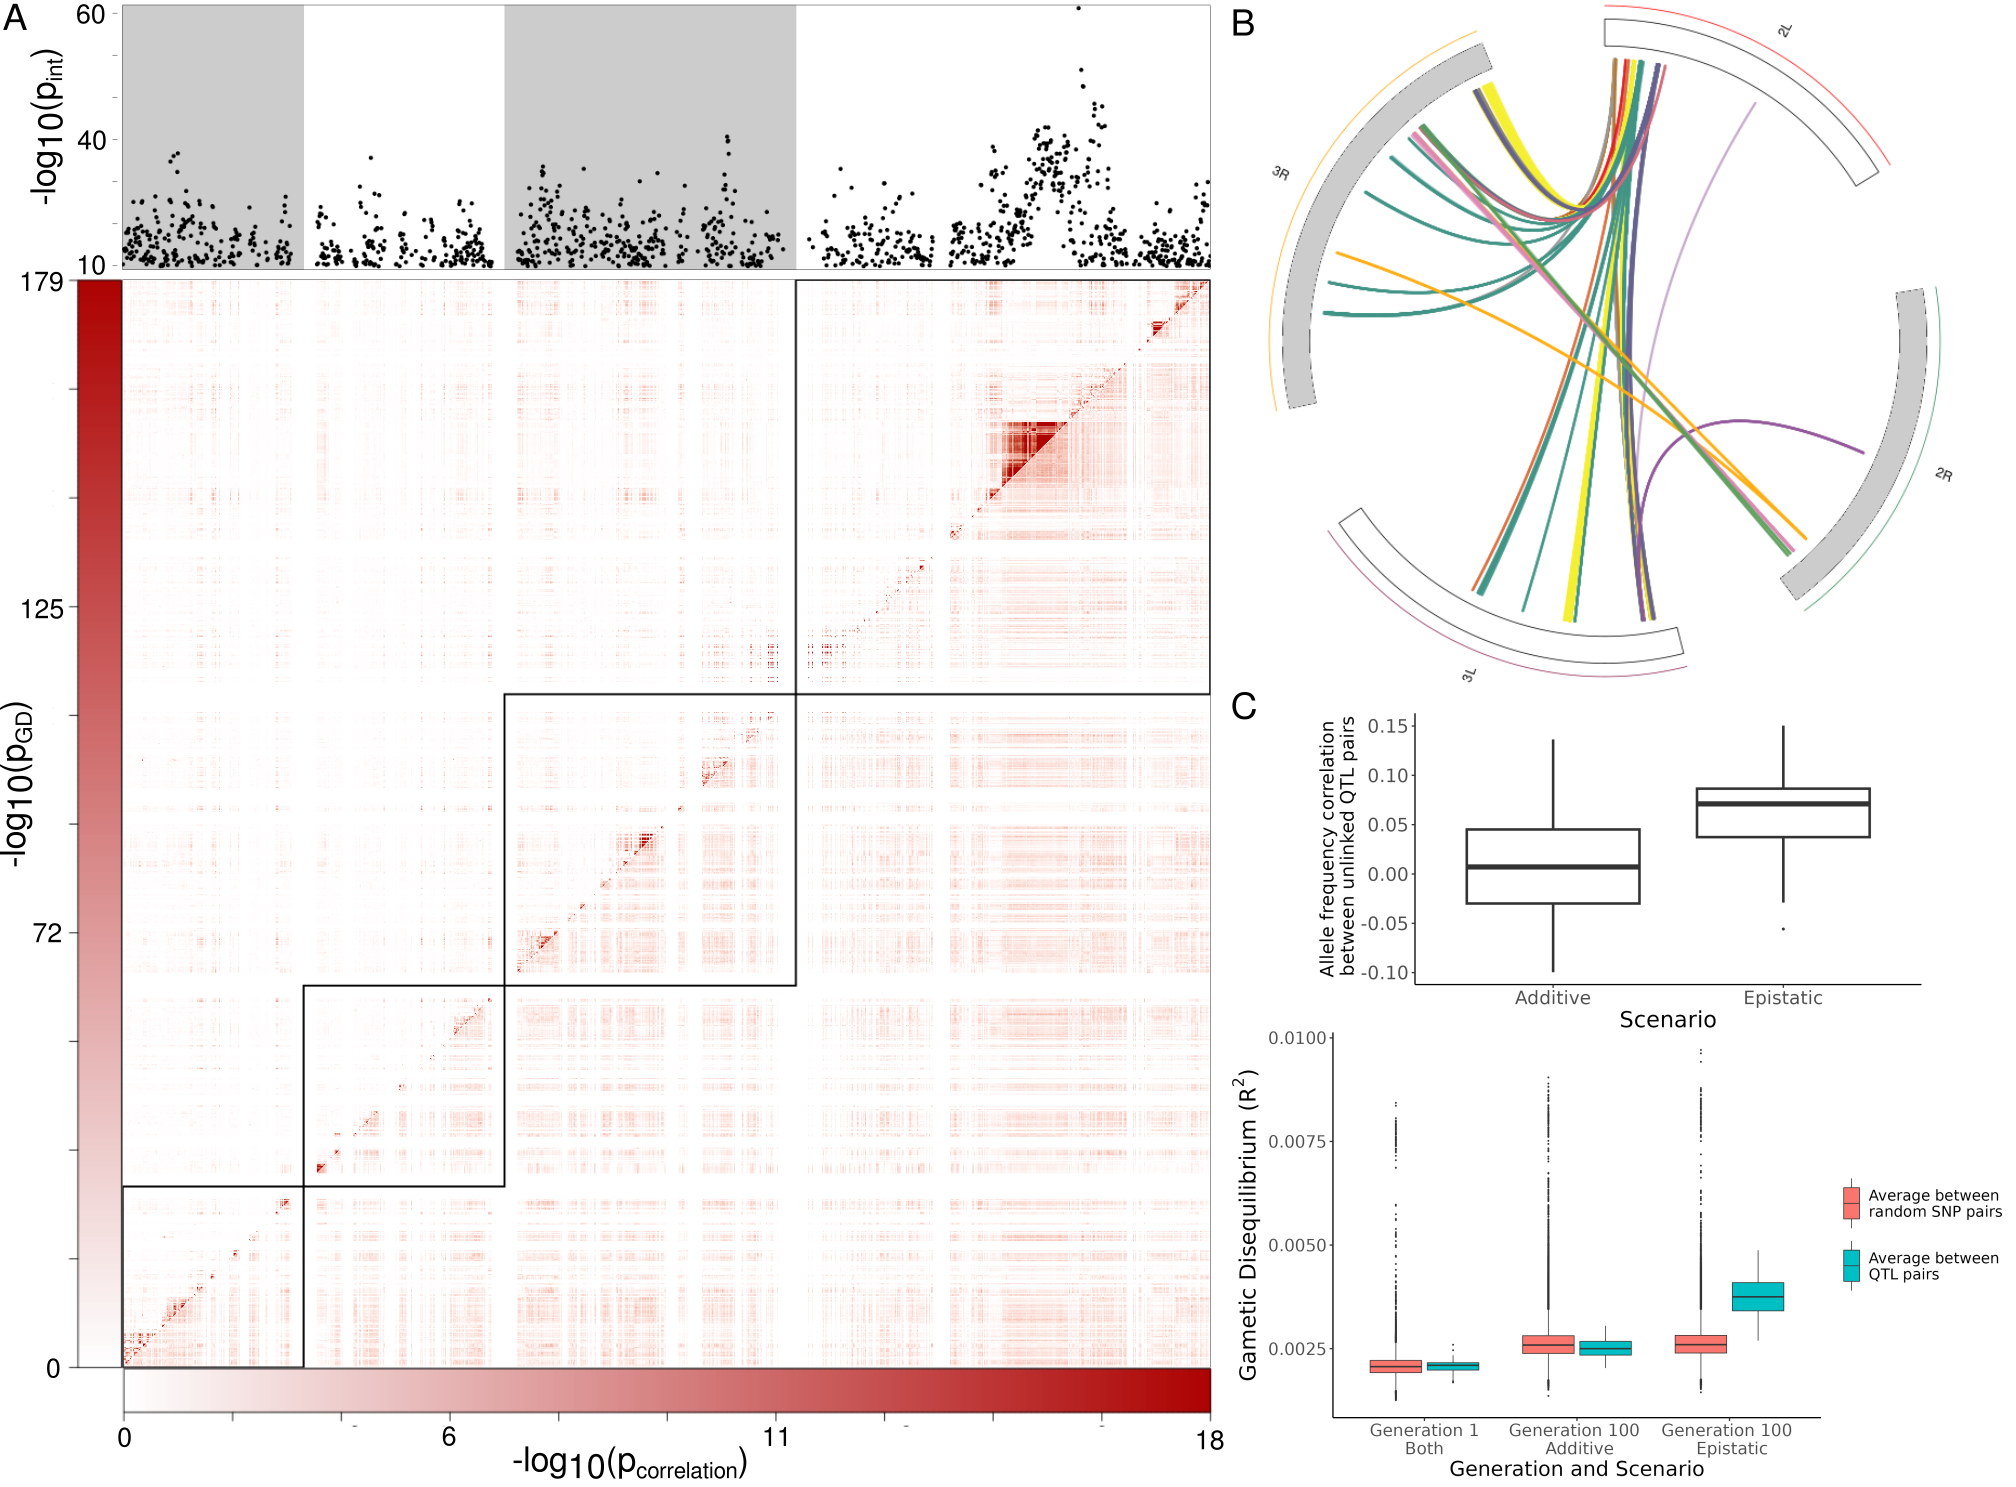 A
-log10(pint)
60
40
10
179
125
72
0
-log10(pGD)
0
6
11
18
-log10(pcorrelation)
B
2L
3R
2R
3L
C
Allele frequency correlation
between unlinked QTL pairs
0.15
0.10
0.05
0.00
-0.05
-0.10
Additive
Epistatic
Scenario
Gametic Disequilibrium (R²)
0.0100
0.0075
0.0050
0.0025
Generation 1
Both
Generation 100
Additive
Generation 100
Epistatic
Generation and Scenario
Average between
random SNP pairs
Average between
QTL pairs